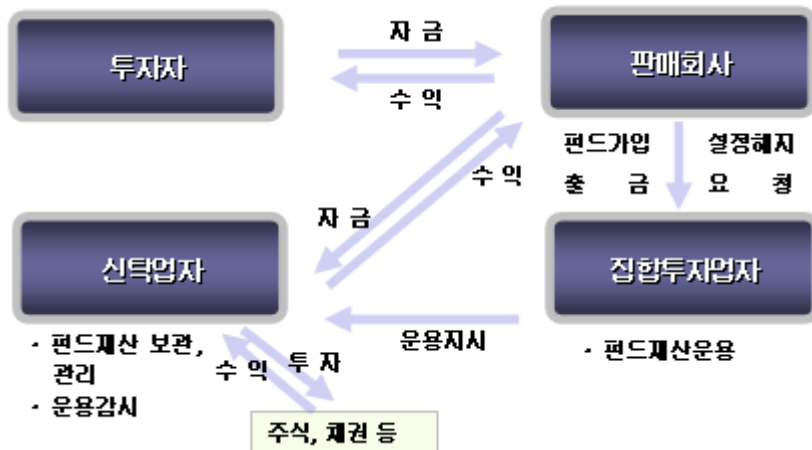 자 금
투자자
판매회사
수 익
펀드가입 설정해지
출 금 요 청
수 익
자 금
신탁업자
집합투자업자
운용지시
· 펀드재산 보관,
관리
· 운용감시
수 익
투 자
· 펀드재산운용
주식, 채권 등